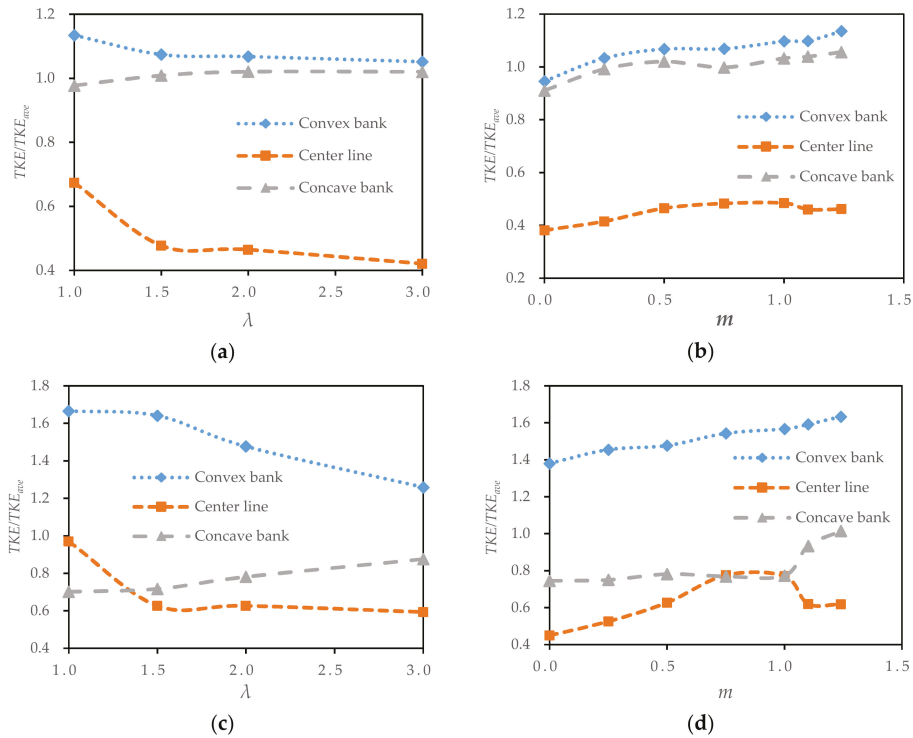 1.2
1.0
0.8
0.6
0.4
TKE/TKEave
Convex bank
Center line
Concave bank
1.0 1.5 2.0 2.5 3.0
λ
(a)
1.2
1.0
0.8
0.6
0.4
0.2
TKE/TKEave
Convex bank
Center line
Concave bank
0.0 0.5 1.0 1.5
m
(b)
1.8
1.6
1.4
1.2
1.0
0.8
0.6
0.4
TKE/TKEave
Convex bank
Center line
Concave bank
1.0 1.5 2.0 2.5 3.0
λ
(c)
1.8
1.6
1.4
1.2
1.0
0.8
0.6
0.4
TKE/TKEave
Convex bank
Center line
Concave bank
0.0 0.5 1.0 1.5
m
(d)